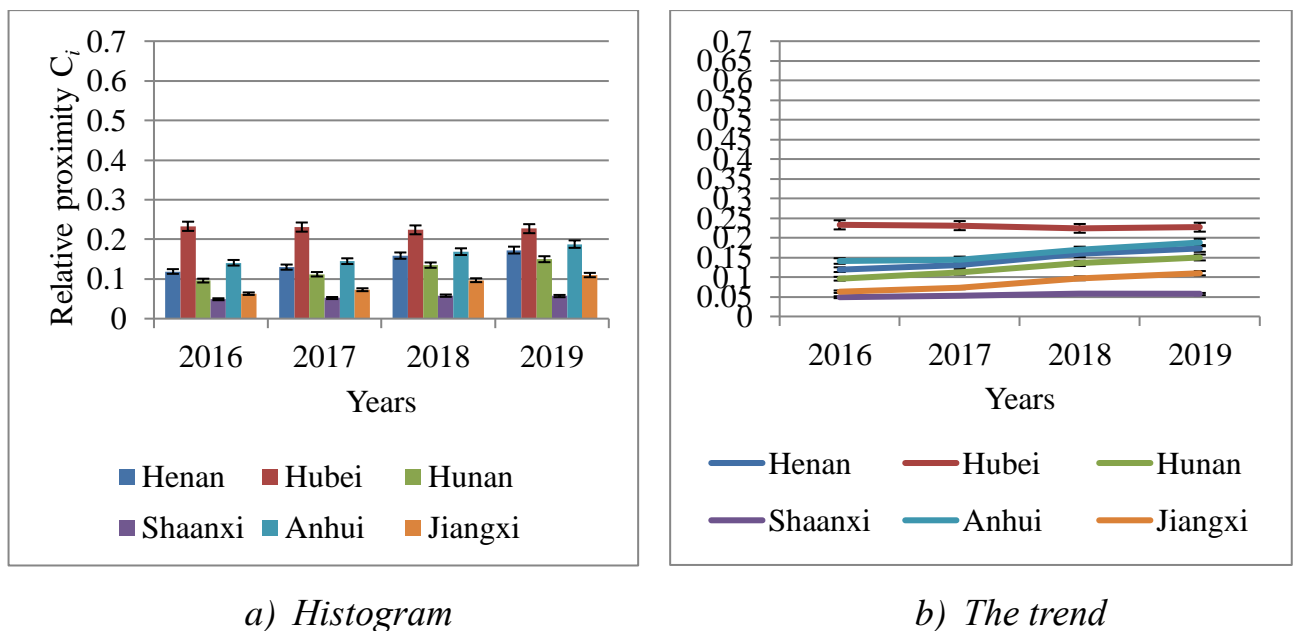 0.7
0.6
0.5
0.4
0.3
0.2
0.1
0
Relative proximity Cᵢ
2016 2017 2018 2019
Years
Henan Hubei Hunan
Shaanxi Anhui Jiangxi
a) Histogram
0.7
0.65
0.6
0.55
0.5
0.45
0.4
0.35
0.3
0.25
0.2
0.15
0.1
0.05
0
2016 2017 2018 2019
Years
Henan Hubei Hunan
Shaanxi Anhui Jiangxi
b) The trend